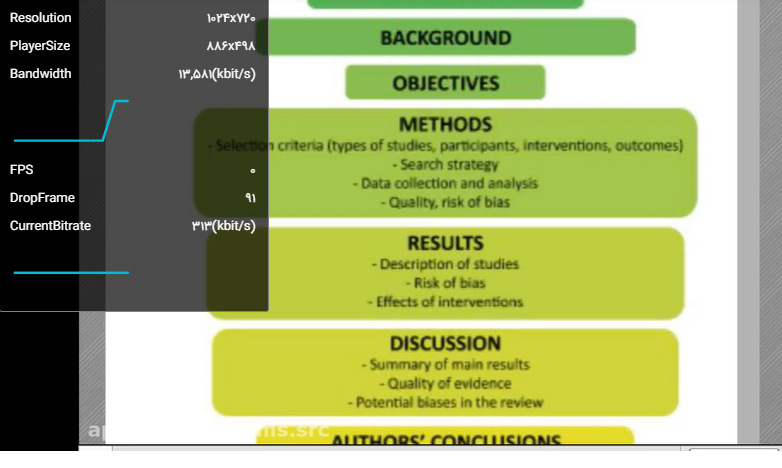 Resolution ۱۰۲۴x۷۲۰
PlayerSize ۸۸۶x۴۹۸
Bandwidth ۱۳,۵۸۱(kbit/s)
FPS ۰
DropFrame ۹۱
CurrentBitrate ۳۱۳(kbit/s)
BACKGROUND
OBJECTIVES
METHODS
- Selection criteria (types of studies, participants, interventions, outcomes)
- Search strategy
- Data collection and analysis
- Quality, risk of bias
RESULTS
- Description of studies
- Risk of bias
- Effects of interventions
DISCUSSION
- Summary of main results
- Quality of evidence
- Potential biases in the review
AUTHORS' CONCLUSIONS